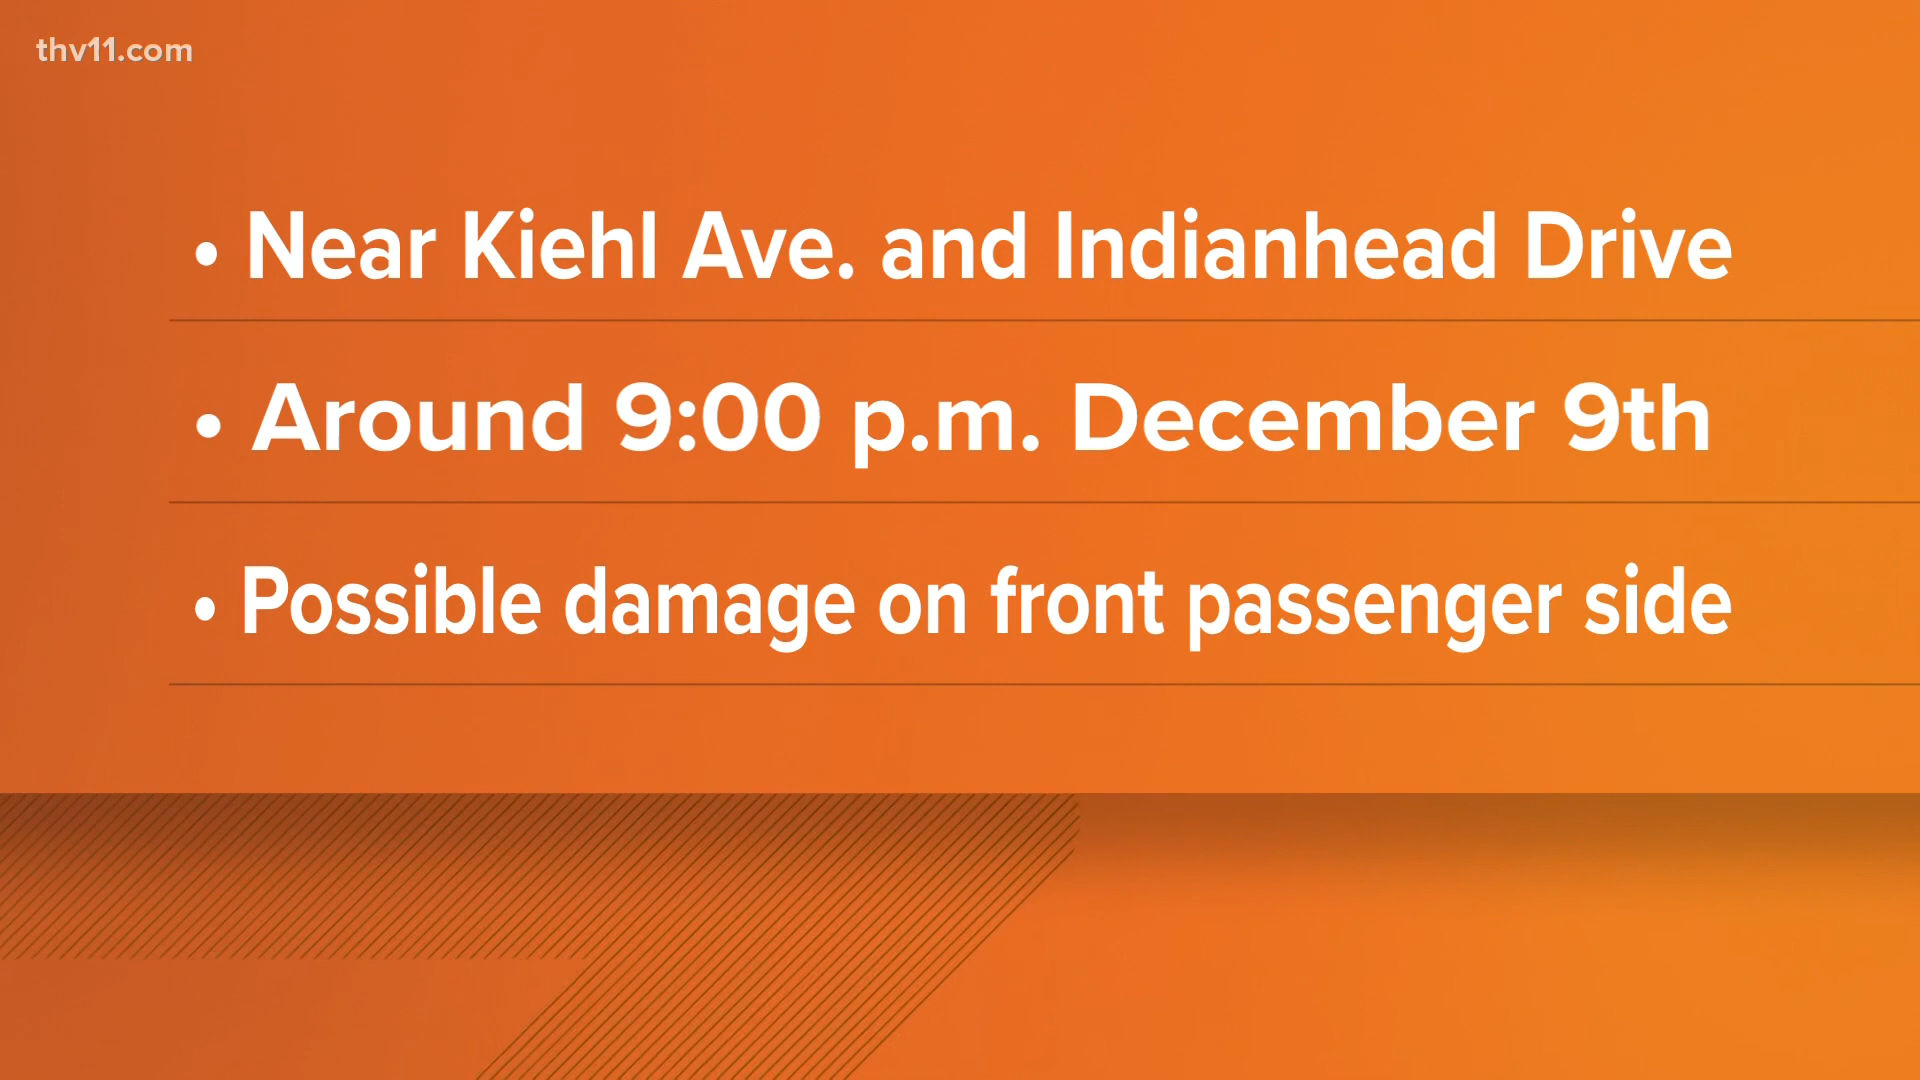 thv11.com
• Near Kiehl Ave. and Indianhead Drive
• Around 9:00 p.m. December 9th
• Possible damage on front passenger side